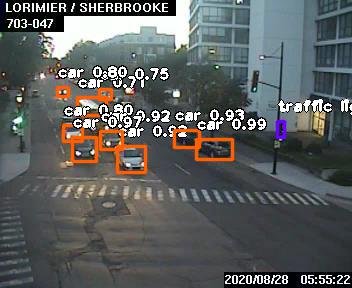 LORIMIER / SHERBROOKE
703-047
car 0.80
0.75
0.71
car 0.80
0.92
car 0.93
car 0.97
car 0.92
car 0.99
traffic lig
2020/08/28 05:55:22